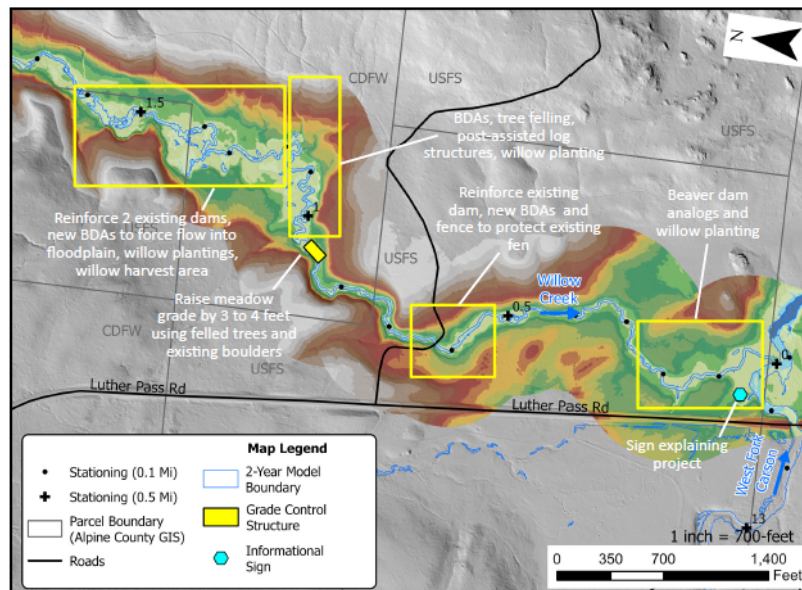 N
CDFW
USFS
USFS
1.5
BDAs, tree felling,
post-assisted log
structures, willow planting
Reinforce existing
dam, new BDAs and
fence to protect existing
fen
Beaver dam
analogs and
willow planting
1
Reinforce 2 existing dams,
new BDAs to force flow into
floodplain, willow plantings,
willow harvest area
USFS
Raise meadow
grade by 3 to 4 feet
using felled trees and
existing boulders
CDFW
USFS
Willow
Creek
0.5
0
USFS
Luther Pass Rd
Luther Pass Rd
Sign explaining
project
West Fork
Carson
13
Map Legend
Stationing (0.1 Mi)
Stationing (0.5 Mi)
Parcel Boundary
(Alpine County GIS)
Roads
2-Year Model
Boundary
Grade Control
Structure
Informational
Sign
1 inch = 700-feet
0 350 700 1,400
Feet